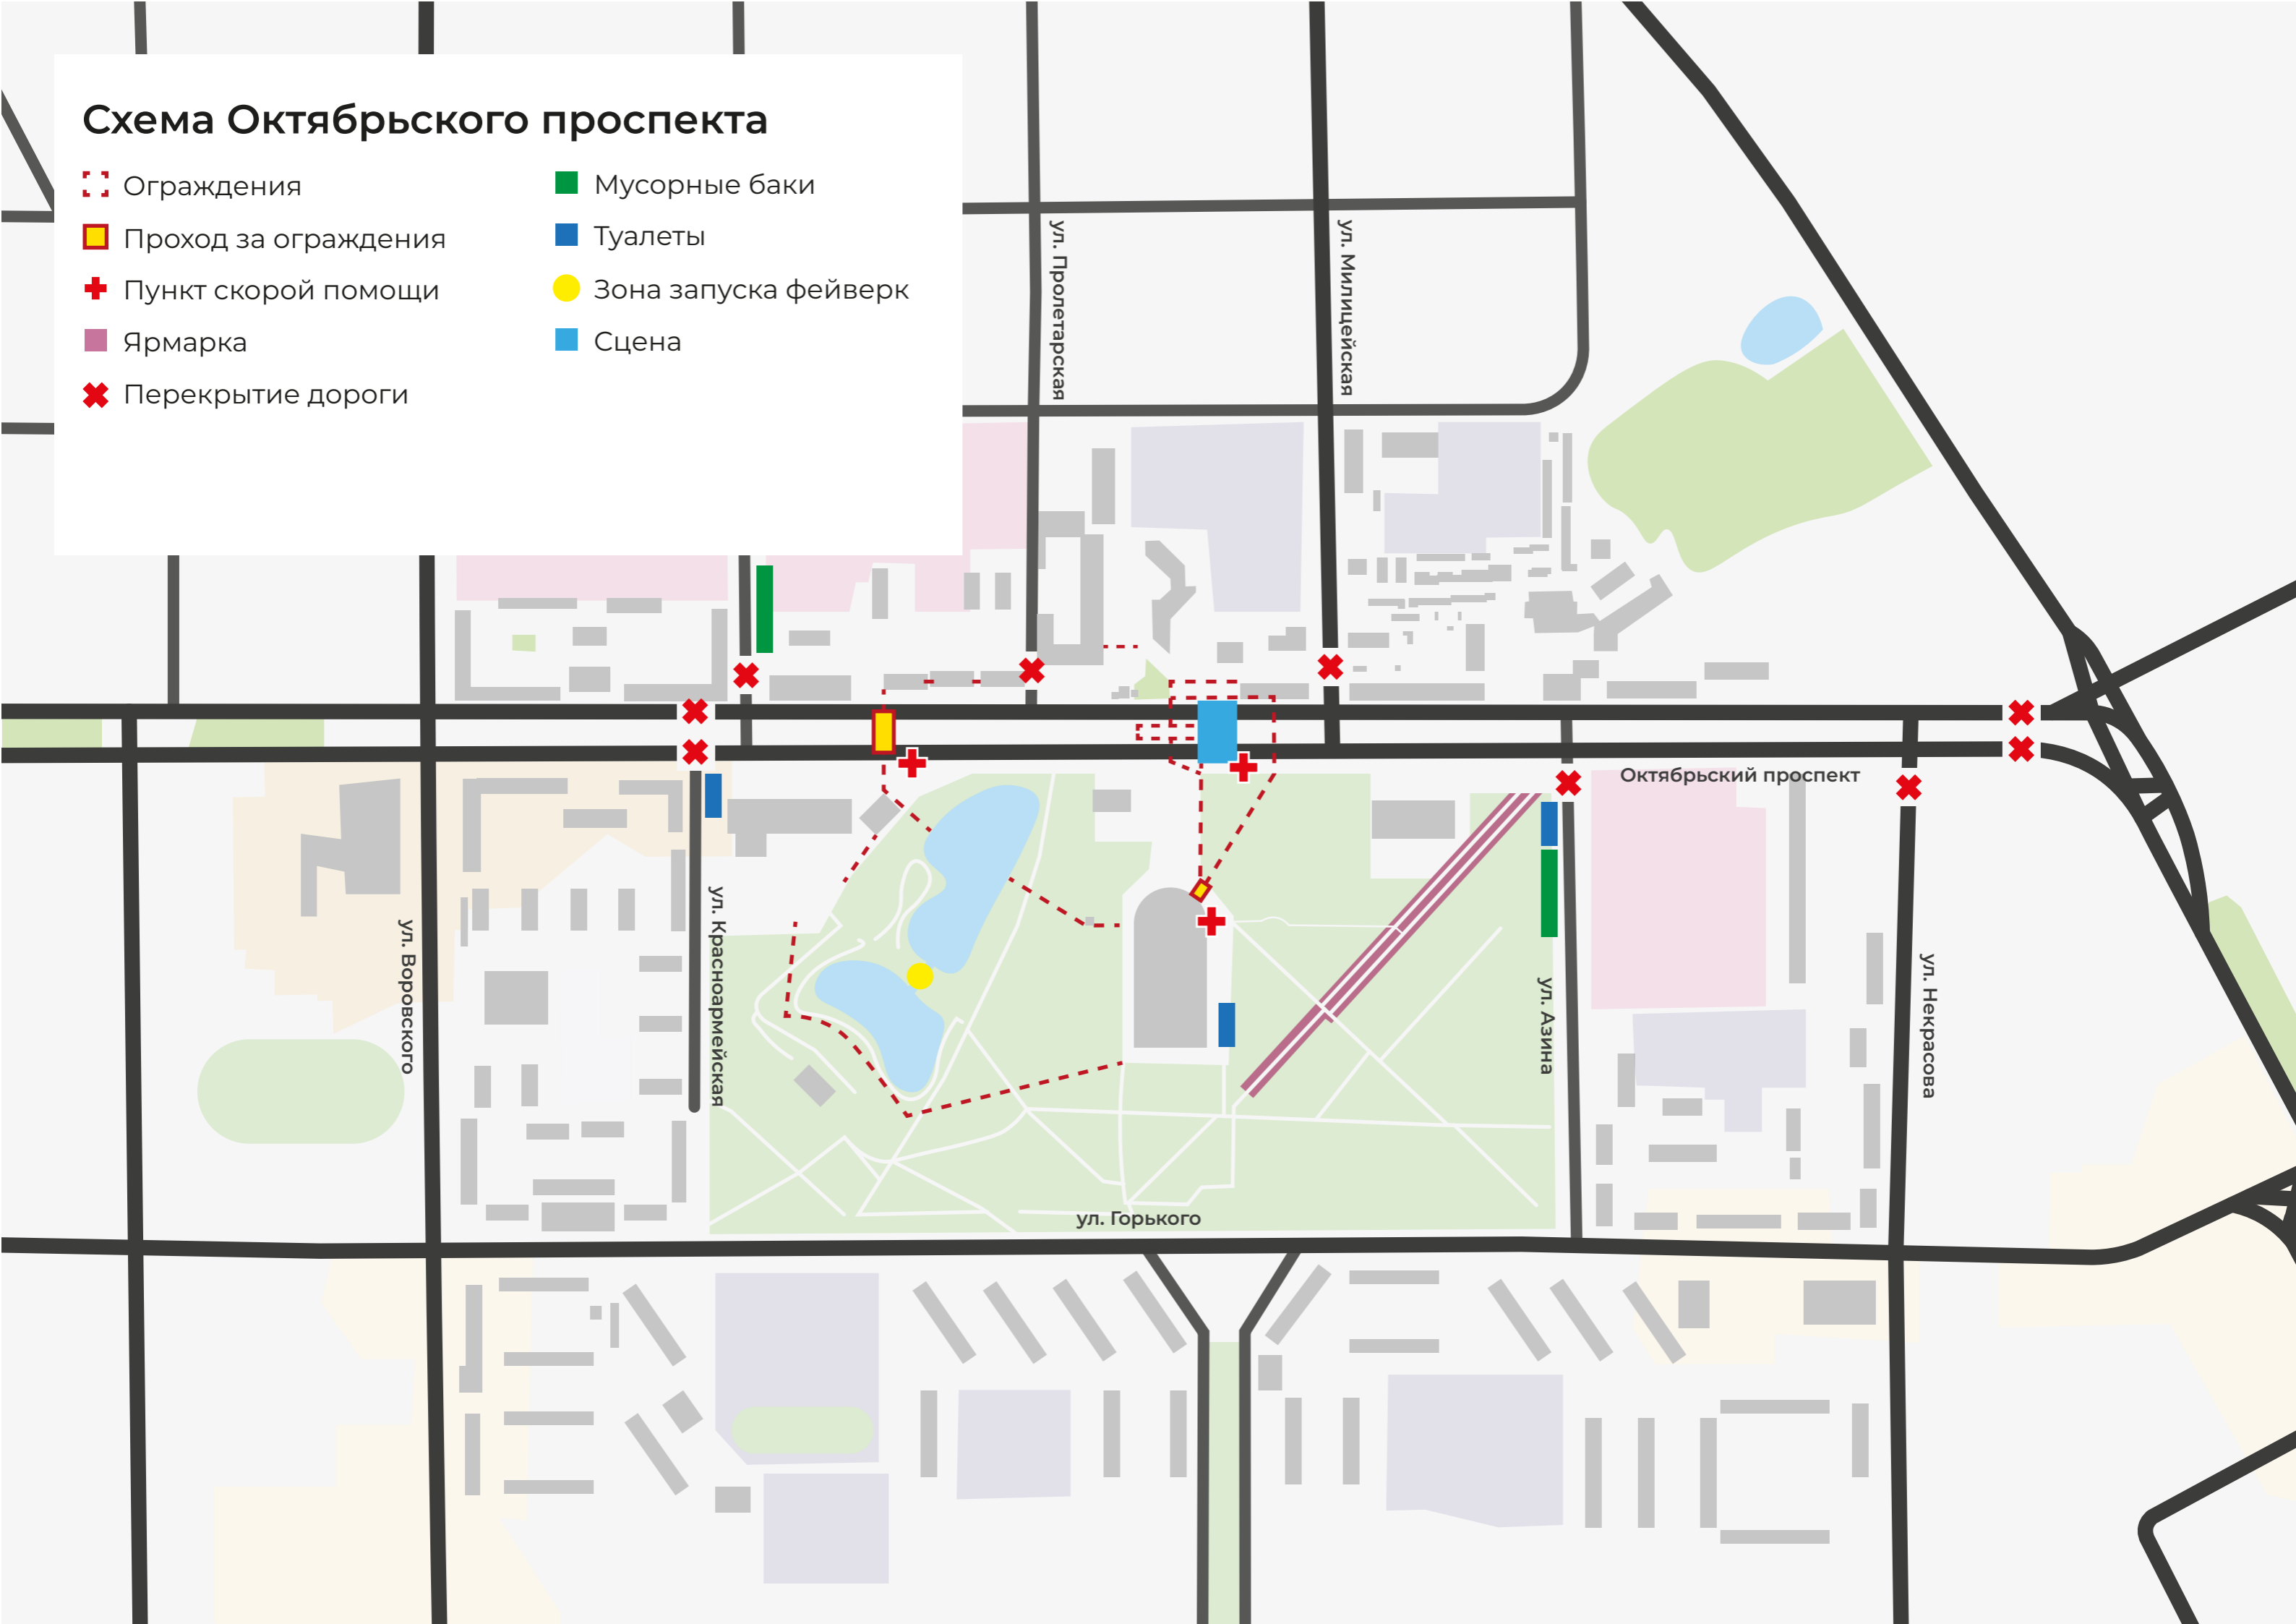 Схема Октябрьского проспекта
Ограждения
Проход за ограждения
Пункт скорой помощи
Ярмарка
Перекрытие дороги
Мусорные баки
Туалеты
Зона запуска фейверк
Сцена
ул. Пролетарская
ул. Милицейская
Октябрьский проспект
ул. Воровского
ул. Красноармейская
ул. Азина
ул. Некрасова
ул. Горького